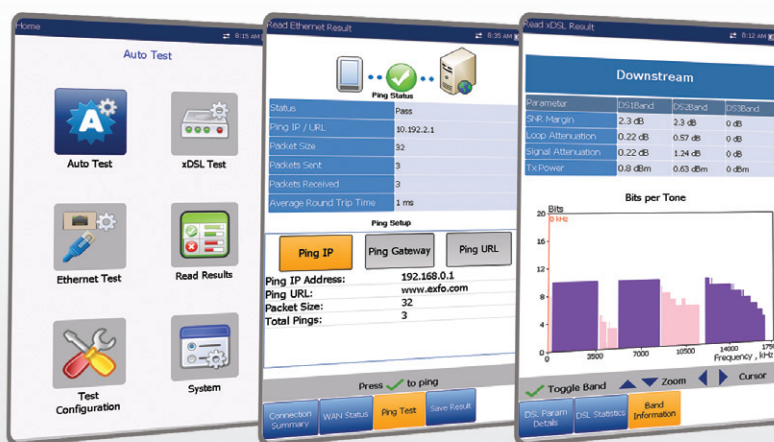 Home
8:15 AM
Auto Test
Auto Test
xDSL Test
Ethernet Test
Read Results
Test
Configuration
System
Read Ethernet Result
8:35 AM
Ping Status
Status Pass
Ping IP / URL 10.192.2.1
Packet Size 32
Packets Sent 3
Packets Received 3
Average Round Trip Time 1 ms
Ping Setup
Ping IP Ping Gateway Ping URL
Ping IP Address: 192.168.0.1
Ping URL: www.exfo.com
Packet Size: 32
Total Pings: 3
Press to ping
Connection
Summary
WAN Status
Ping Test
Save Result
Read xDSL Result
8:12 AM
Downstream
Parameter DS1Band DS2Band DS3Band
SNR Margin 2.3 dB 2.3 dB 0 dB
Loop Attenuation 0.22 dB 0.57 dB 0 dB
Signal Attenuation 0.22 dB 1.24 dB 0 dB
Tx Power 0.8 dBm 0.63 dBm 0 dBm
Bits per Tone
Bits
0 kHz
20
16
12
8
4
0
0 3500 7000 10500 14000
Frequency , kHz
Toggle Band Zoom Cursor
DSL Param
Details
DSL Statistics
Band
Information